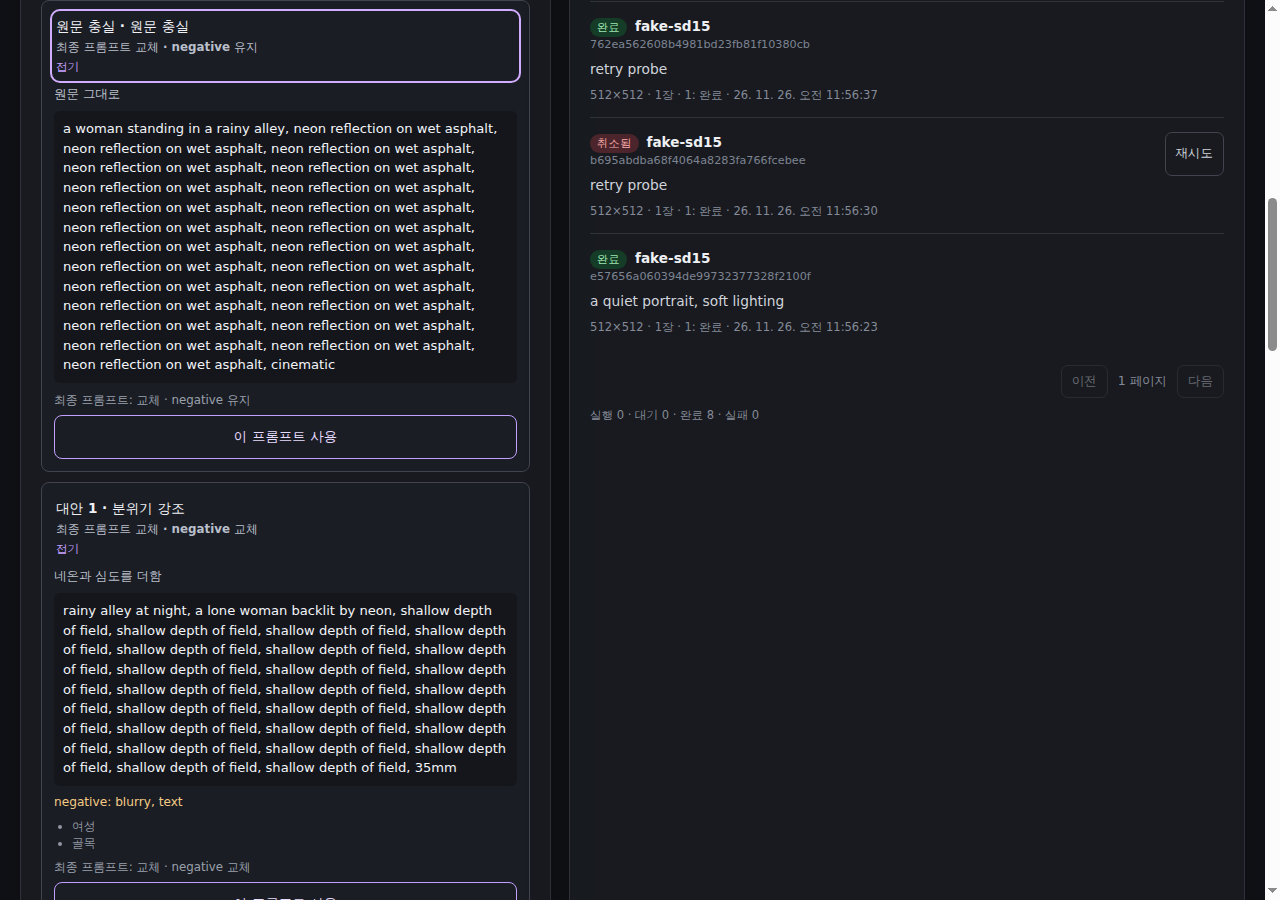 원문 충실 · 원문 충실
최종 프롬프트 교체 · negative 유지
접기
원문 그대로
a woman standing in a rainy alley, neon reflection on wet asphalt,
neon reflection on wet asphalt, neon reflection on wet asphalt,
neon reflection on wet asphalt, neon reflection on wet asphalt,
neon reflection on wet asphalt, neon reflection on wet asphalt,
neon reflection on wet asphalt, neon reflection on wet asphalt,
neon reflection on wet asphalt, neon reflection on wet asphalt,
neon reflection on wet asphalt, neon reflection on wet asphalt,
neon reflection on wet asphalt, neon reflection on wet asphalt,
neon reflection on wet asphalt, neon reflection on wet asphalt,
neon reflection on wet asphalt, neon reflection on wet asphalt,
neon reflection on wet asphalt, neon reflection on wet asphalt,
neon reflection on wet asphalt, neon reflection on wet asphalt,
neon reflection on wet asphalt, cinematic
최종 프롬프트: 교체 · negative 유지
이 프롬프트 사용
대안 1 · 분위기 강조
최종 프롬프트 교체 · negative 교체
접기
네온과 심도를 더함
rainy alley at night, a lone woman backlit by neon, shallow depth
of field, shallow depth of field, shallow depth of field, shallow depth
of field, shallow depth of field, shallow depth of field, shallow depth
of field, shallow depth of field, shallow depth of field, shallow depth
of field, shallow depth of field, shallow depth of field, shallow depth
of field, shallow depth of field, shallow depth of field, shallow depth
of field, shallow depth of field, shallow depth of field, shallow depth
of field, shallow depth of field, shallow depth of field, shallow depth
of field, shallow depth of field, shallow depth of field, 35mm
negative: blurry, text
• 여성
• 골목
최종 프롬프트: 교체 · negative 교체
완료 fake-sd15
762ea562608b4981bd23fb81f10380cb
retry probe
512×512 · 1장 · 1: 완료 · 26. 11. 26. 오전 11:56:37
취소됨 fake-sd15
b695abdba68f4064a8283fa766fcebee
재시도
retry probe
512×512 · 1장 · 1: 완료 · 26. 11. 26. 오전 11:56:30
완료 fake-sd15
e57656a060394de99732377328f2100f
a quiet portrait, soft lighting
512×512 · 1장 · 1: 완료 · 26. 11. 26. 오전 11:56:23
이전 1 페이지 다음
실행 0 · 대기 0 · 완료 8 · 실패 0